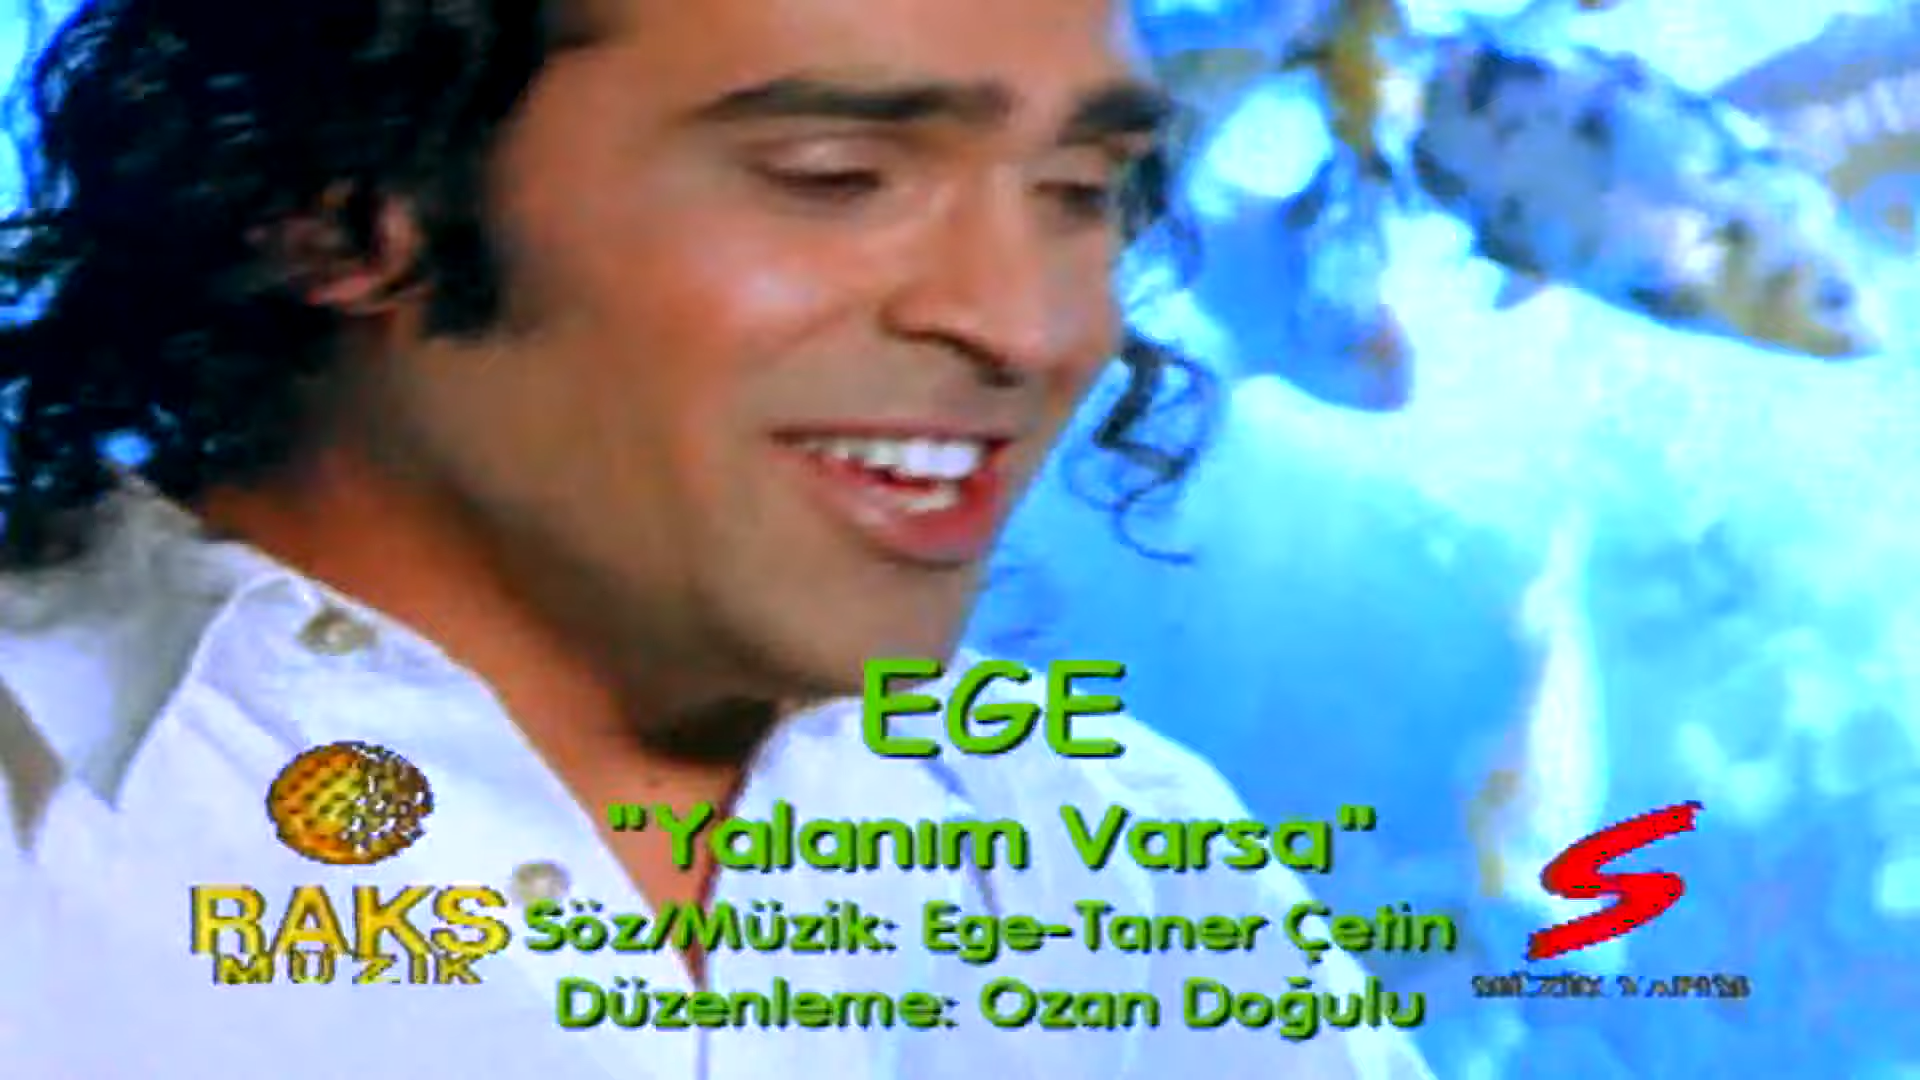 EGE
"Yalanım Varsa"
RAKS
MÜZİK
Söz/Müzik: Ege-Taner Çetin
Düzenleme: Ozan Doğulu
S